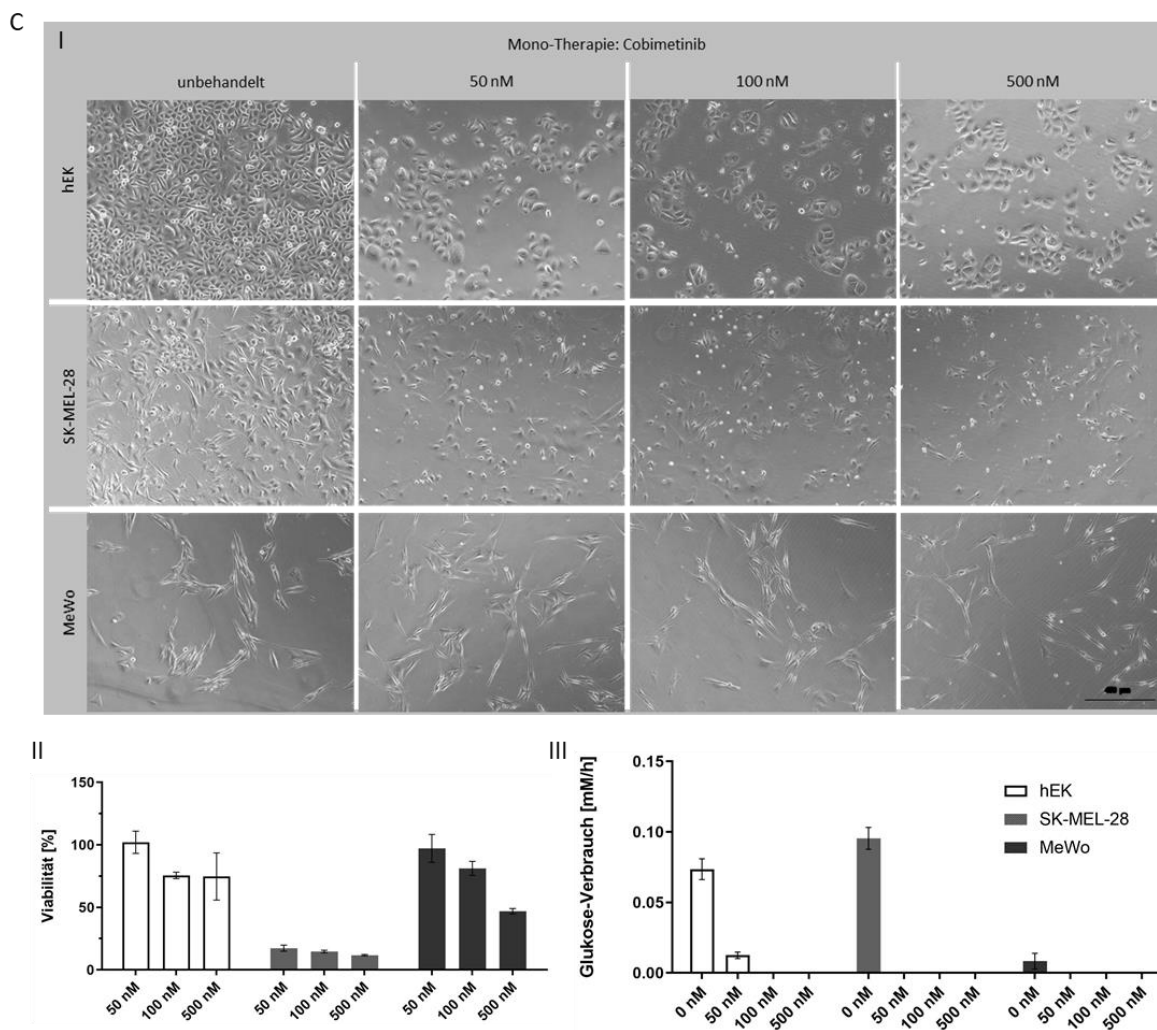 C
I
Mono-Therapie: Cobimetinib
unbehandelt
50 nM
100 nM
500 nM
hEK
SK-MEL-28
MeWo
II
150
100
50
0
Viabilität [%]
50 nM
100 nM
500 nM
50 nM
100 nM
500 nM
50 nM
100 nM
500 nM
III
0.15
0.10
0.05
0.00
Glukose-Verbrauch [mM/h]
hEK
SK-MEL-28
MeWo
0 nM
50 nM
100 nM
500 nM
0 nM
50 nM
100 nM
500 nM
0 nM
50 nM
100 nM
500 nM